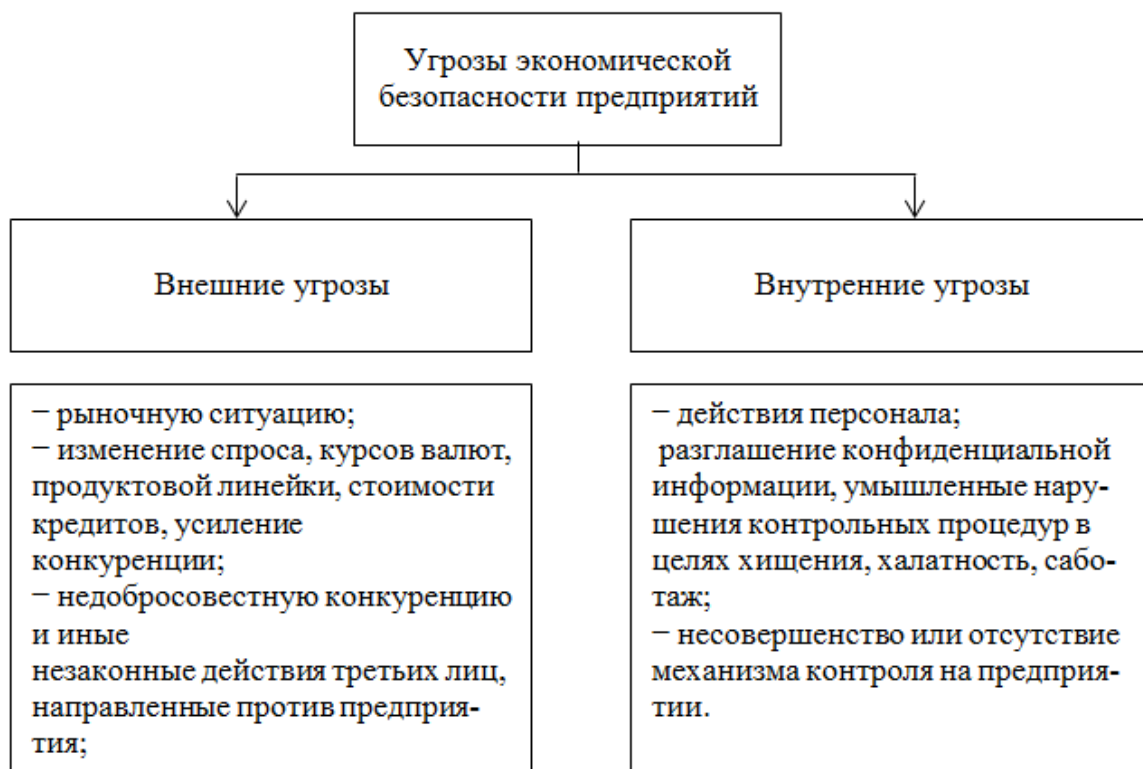 Угрозы экономической
безопасности предприятий
Внешние угрозы
Внутренние угрозы
− рыночную ситуацию;
− изменение спроса, курсов валют,
продуктовой линейки, стоимости
кредитов, усиление
конкуренции;
− недобросовестную конкуренцию
и иные
незаконные действия третьих лиц,
направленные против предприя-
тия;
− действия персонала;
разглашение конфиденциальной
информации, умышленные нару-
шения контрольных процедур в
целях хищения, халатность, сабо-
таж;
− несовершенство или отсутствие
механизма контроля на предприя-
тии.